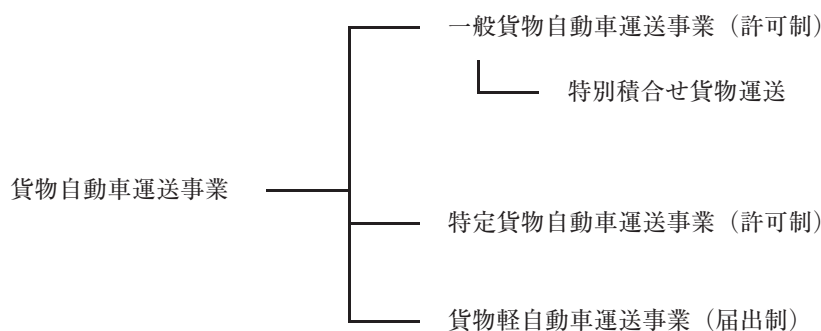 一般貨物自動車運送事業（許可制）
特別積合せ貨物運送
貨物自動車運送事業
特定貨物自動車運送事業（許可制）
貨物軽自動車運送事業（届出制）